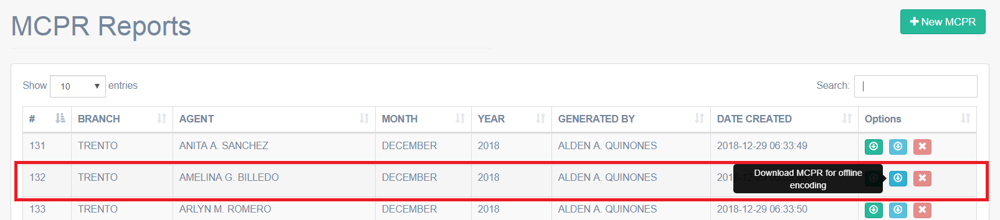 MCPR Reports
New MCPR
Show 10 entries
Search:
# BRANCH AGENT MONTH YEAR GENERATED BY DATE CREATED Options
131 TRENTO ANITA A. SANCHEZ DECEMBER 2018 ALDEN A. QUINONES 2018-12-29 06:33:49
132 TRENTO AMELINA G. BILLEDO DECEMBER 2018 ALDEN A. QUINONES
Download MCPR for offline
encoding
133 TRENTO ARLYN M. ROMERO DECEMBER 2018 ALDEN A. QUINONES 2018-12-29 06:33:50